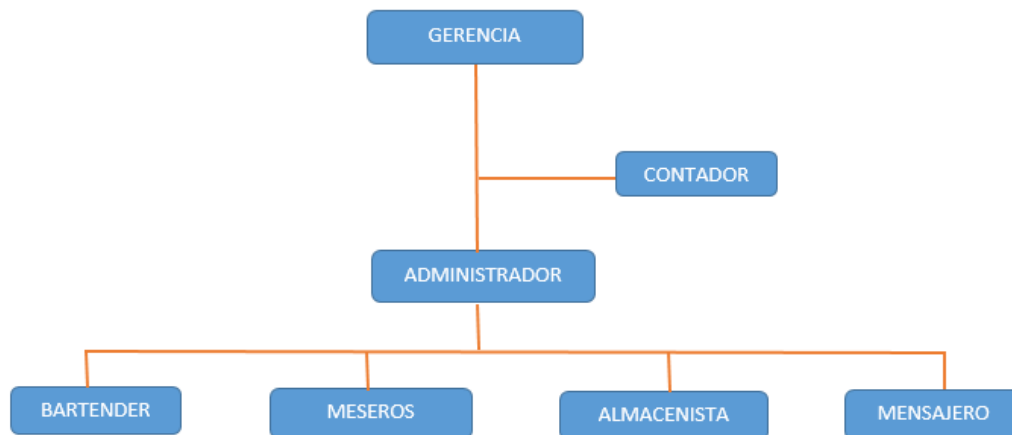 GERENCIA
CONTADOR
ADMINISTRADOR
BARTENDER
MESEROS
ALMACENISTA
MENSAJERO